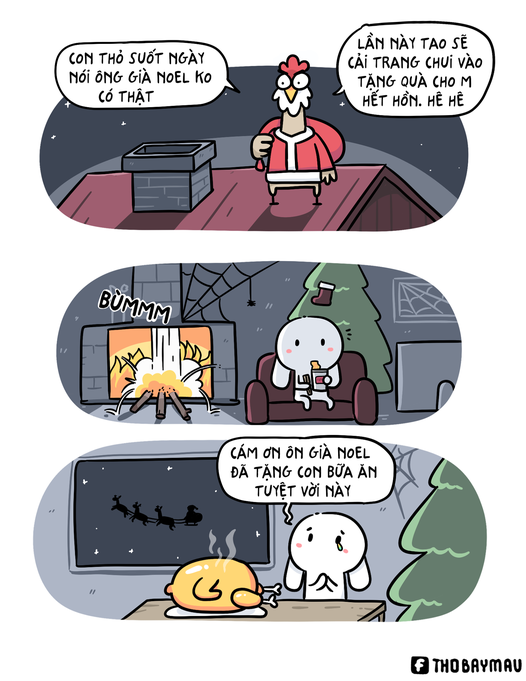 CON THỎ SUỐT NGÀY
NÓI ÔNG GIÀ NOEL KO
CÓ THẬT
LẦN NÀY TAO SẼ
CẢI TRANG CHUI VÀO
TẶNG QUÀ CHO M
HẾT HỒN. HÊ HÊ
BÙMMM
CÁM ƠN ÔN GIÀ NOEL
ĐÃ TẶNG CON BỮA ĂN
TUYỆT VỜI NÀY
THOBAYMAU